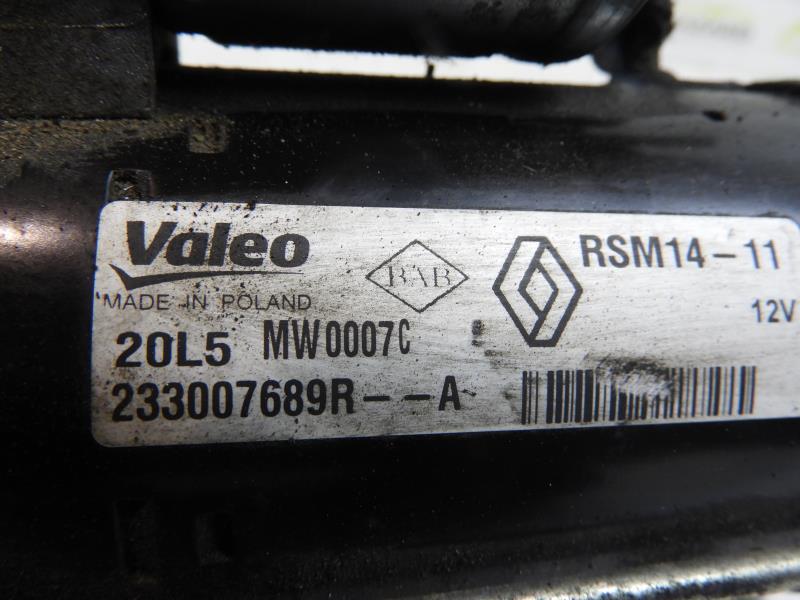 Valeo
BAB
RSM14-11
MADE IN POLAND
12V
20L5 MW0007C
233007689R--A